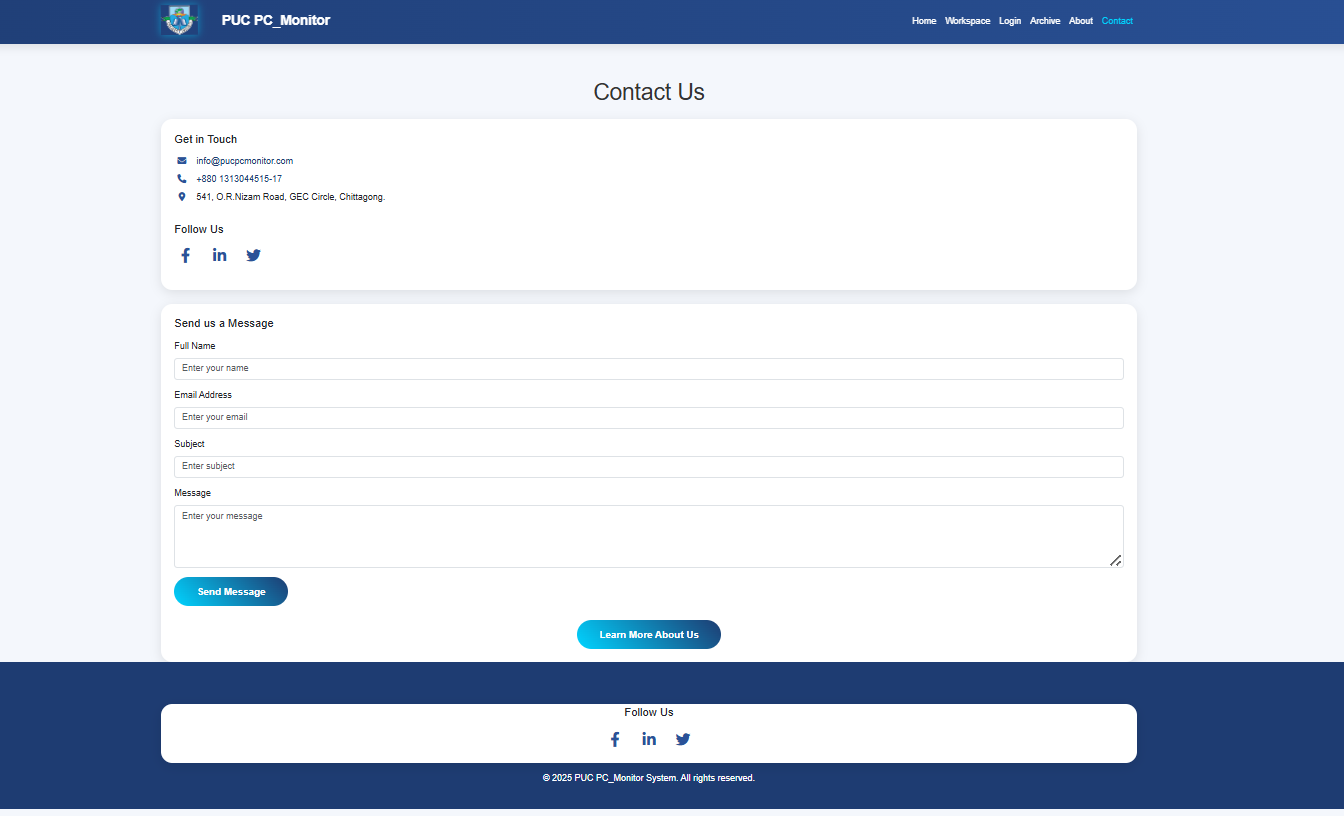 PUC PC_Monitor
Home Workspace Login Archive About Contact
Contact Us
Get in Touch
info@pucpcmonitor.com
+880 1313044515-17
541, O.R.Nizam Road, GEC Circle, Chittagong.
Follow Us
Send us a Message
Full Name
Enter your name
Email Address
Enter your email
Subject
Enter subject
Message
Enter your message
Send Message
Learn More About Us
Follow Us
© 2025 PUC PC_Monitor System. All rights reserved.